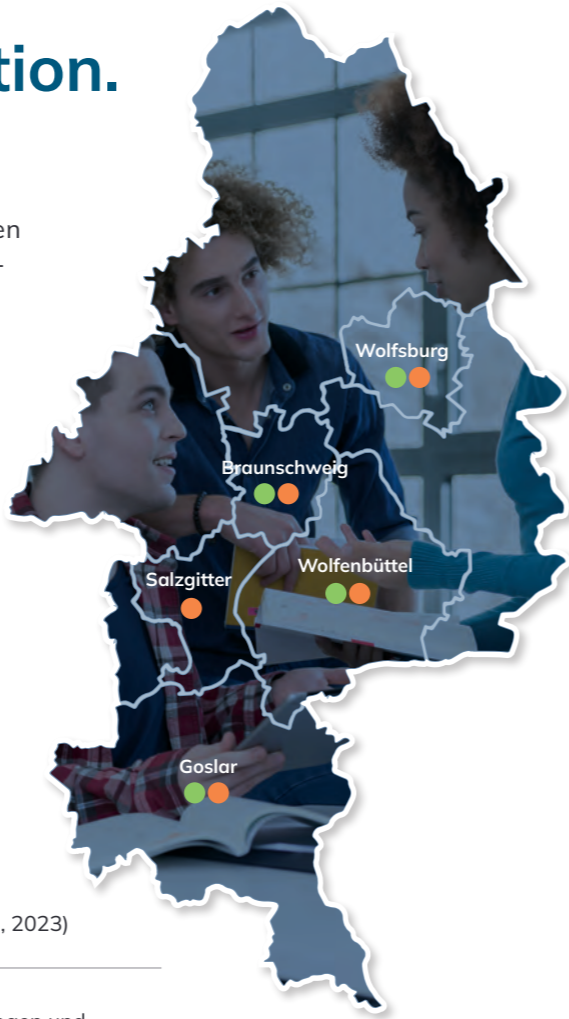 tion.
en
-
Wolfsburg
Braunschweig
Wolfenbüttel
Salzgitter
Goslar
, 2023)